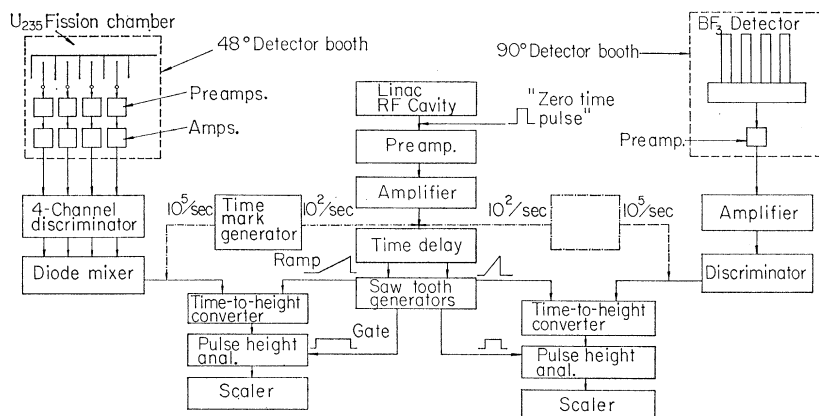 U235 Fission chamber
48° Detector booth
Preamps.
Amps.
4-Channel
discriminator
Diode mixer
10⁵/sec
Time
mark
generator
10²/sec
Linac
RF Cavity
"Zero time
pulse"
Preamp.
Amplifier
Time delay
Ramp
Saw tooth
generators
Time-to-height
converter
Gate
Pulse height
anal.
Scaler
BF3 Detector
90° Detector booth
Preamp.
10²/sec
10⁵/sec
Amplifier
Discriminator
Time-to-height
converter
Pulse height
anal.
Scaler